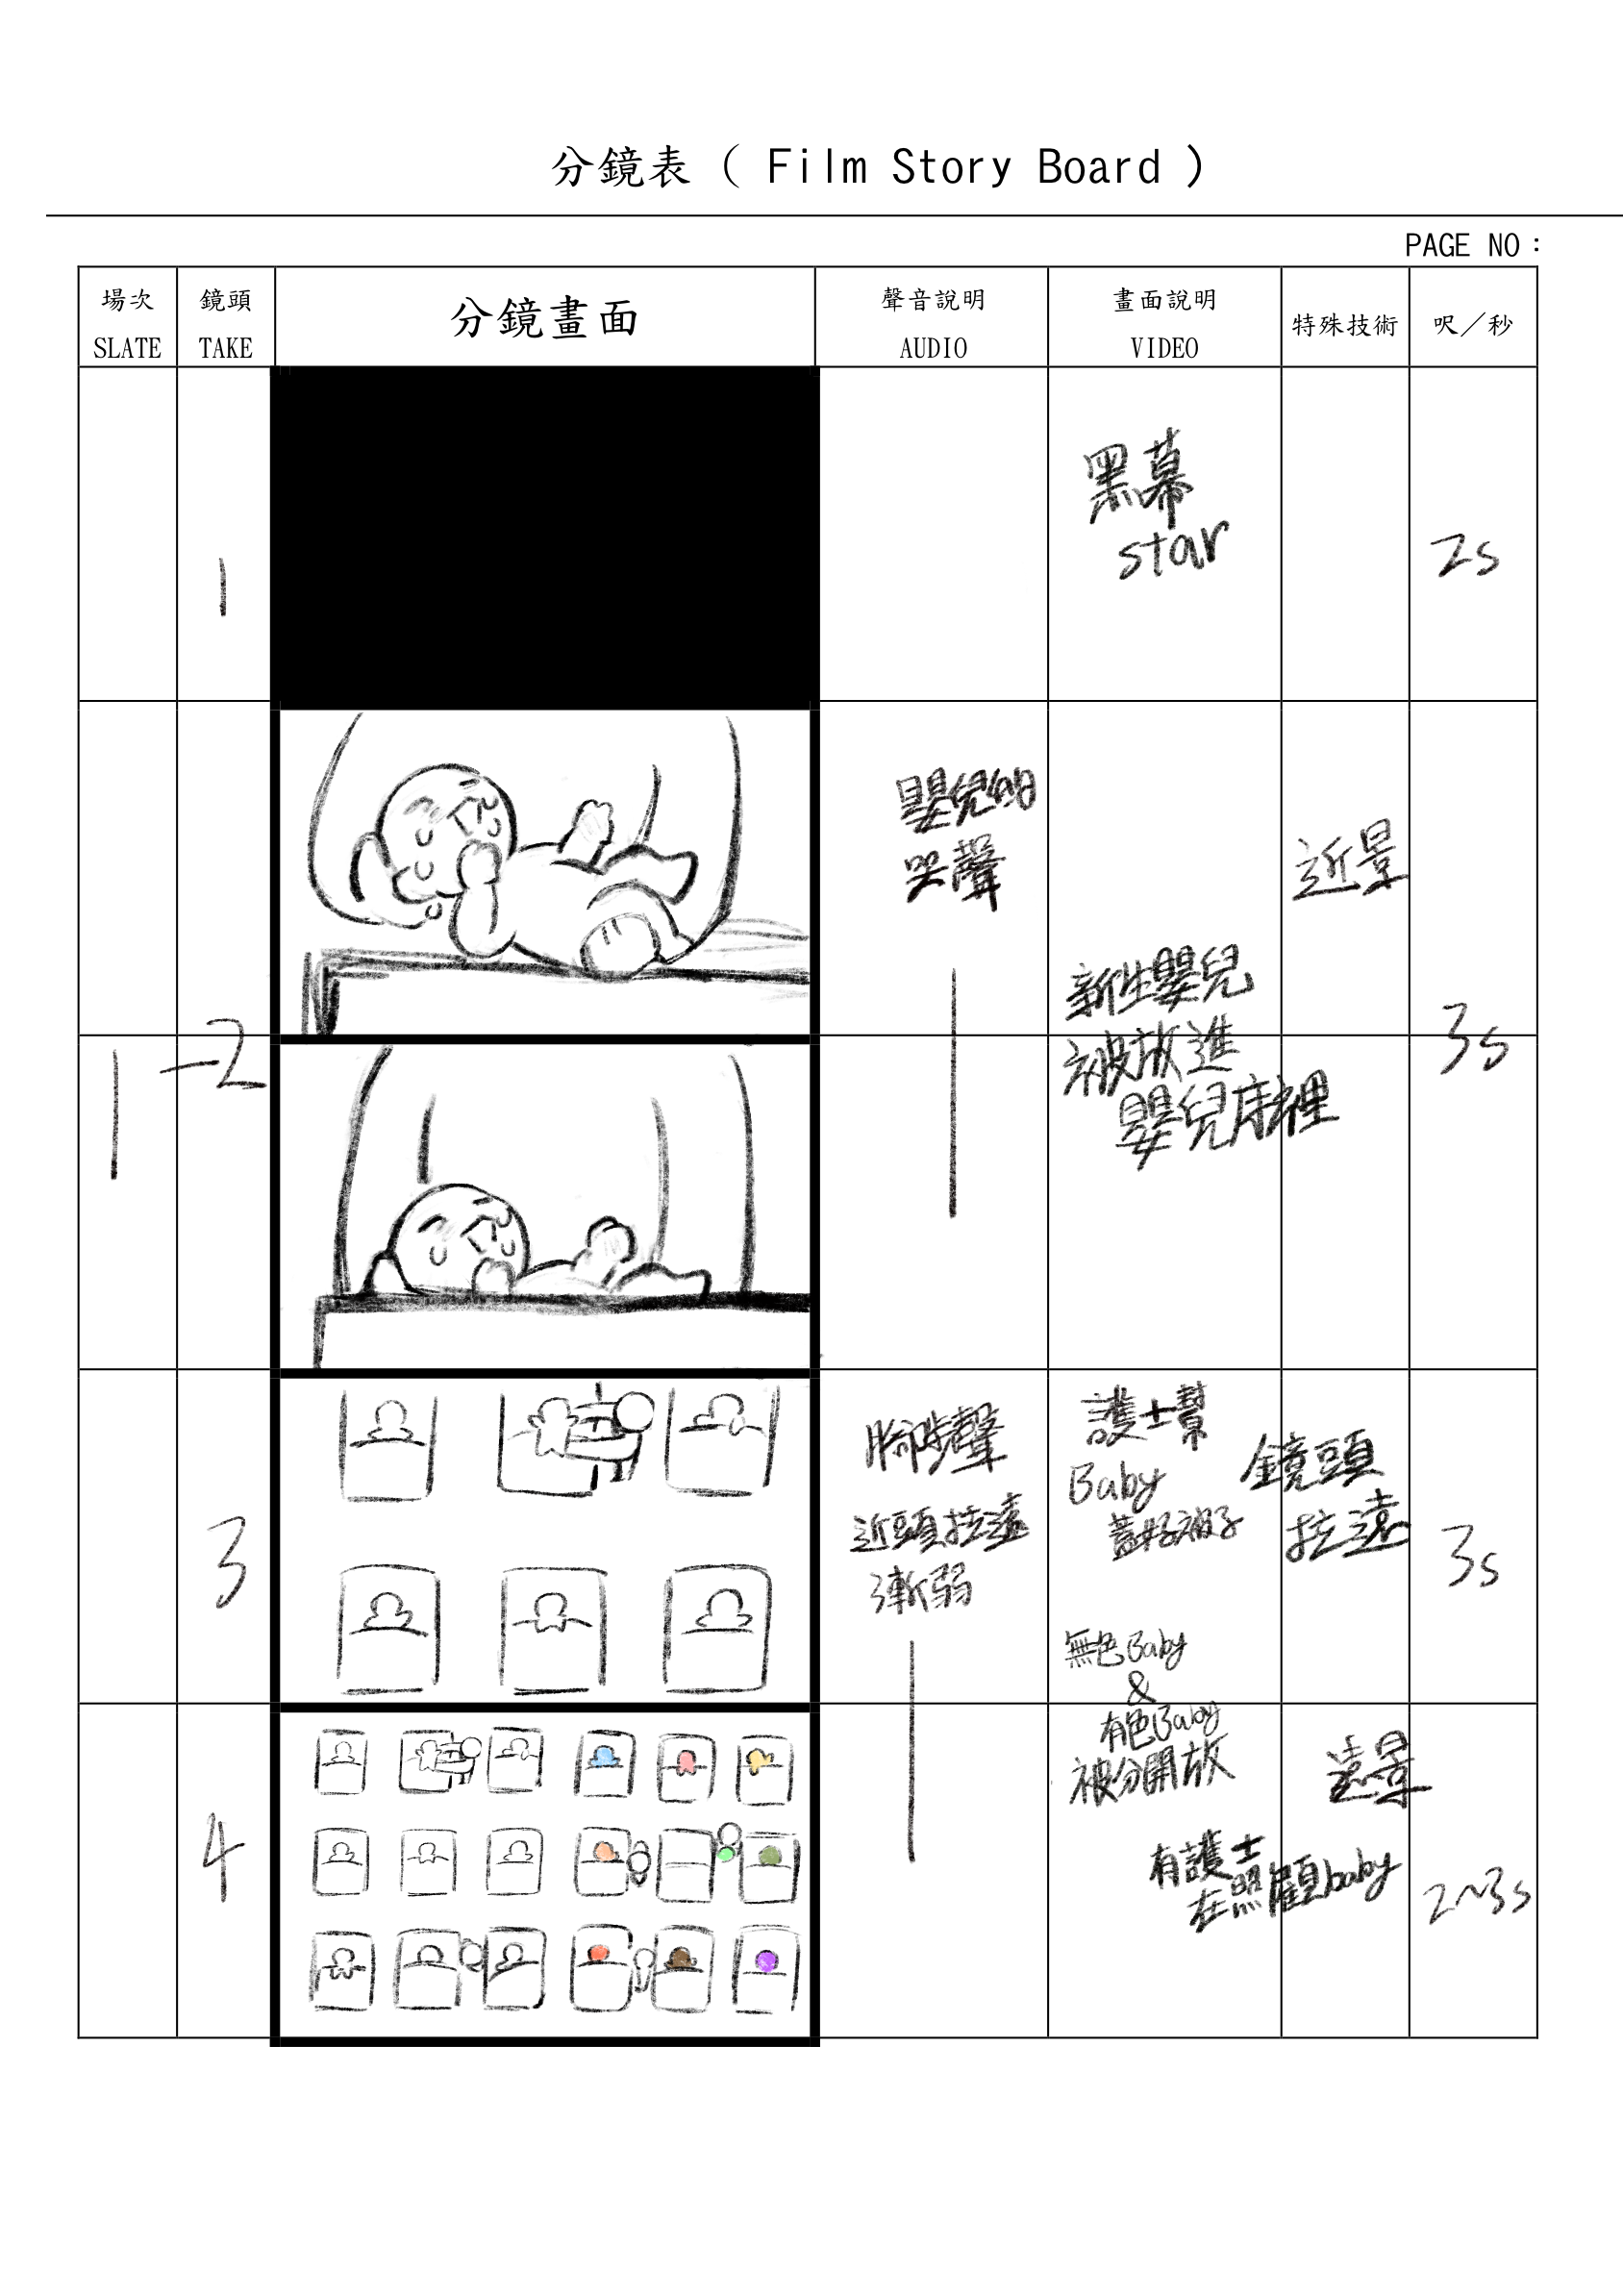 分鏡表 ( Film Story Board )
PAGE NO：
場次 鏡頭 分鏡畫面 聲音說明 畫面說明 特殊技術 呎／秒
SLATE TAKE AUDIO VIDEO
1
黑幕
star
2s
1
-2
嬰兒的
哭聲
新生嬰兒
被放進
嬰兒床裡
近景
3s
3
腳步聲
近頭拉遠
漸弱
護士幫
Baby
蓋好被子
鏡頭
拉遠
3s
4
無色Baby
&
有色Baby
被分開放
有護士
在照顧baby
遠景
2~3s